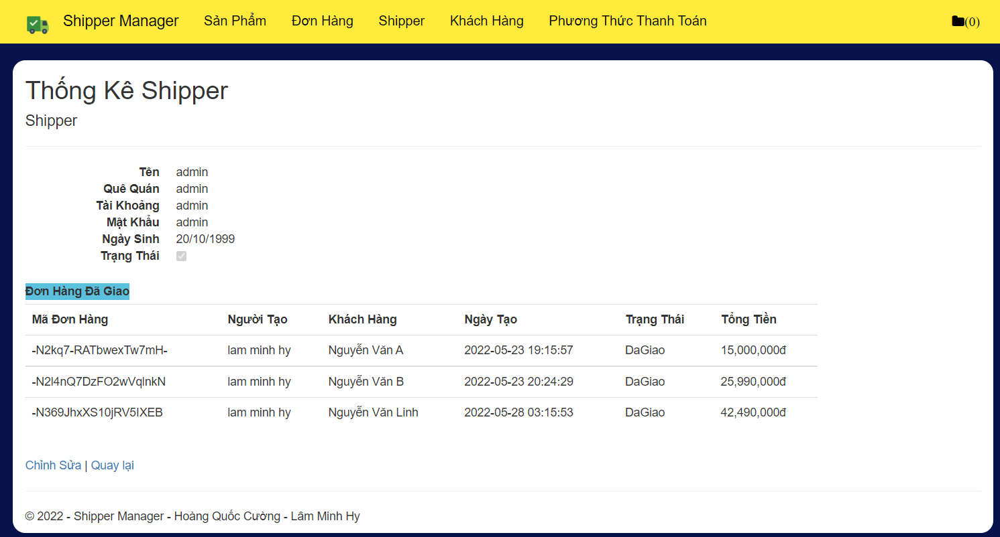 Shipper Manager Sản Phẩm Đơn Hàng Shipper Khách Hàng Phương Thức Thanh Toán (0)
Thống Kê Shipper
Shipper
Tên admin
Quê Quán admin
Tài Khoảng admin
Mật Khẩu admin
Ngày Sinh 20/10/1999
Trạng Thái
Đơn Hàng Đã Giao
Mã Đơn Hàng Người Tạo Khách Hàng Ngày Tạo Trạng Thái Tổng Tiền
-N2kq7-RATbwexTw7mH- lam minh hy Nguyễn Văn A 2022-05-23 19:15:57 DaGiao 15,000,000đ
-N2l4nQ7DzFO2wVqlnkN lam minh hy Nguyễn Văn B 2022-05-23 20:24:29 DaGiao 25,990,000đ
-N369JhxXS10jRV5IXEB lam minh hy Nguyễn Văn Linh 2022-05-28 03:15:53 DaGiao 42,490,000đ
Chỉnh Sửa | Quay lại
© 2022 - Shipper Manager - Hoàng Quốc Cường - Lâm Minh Hy